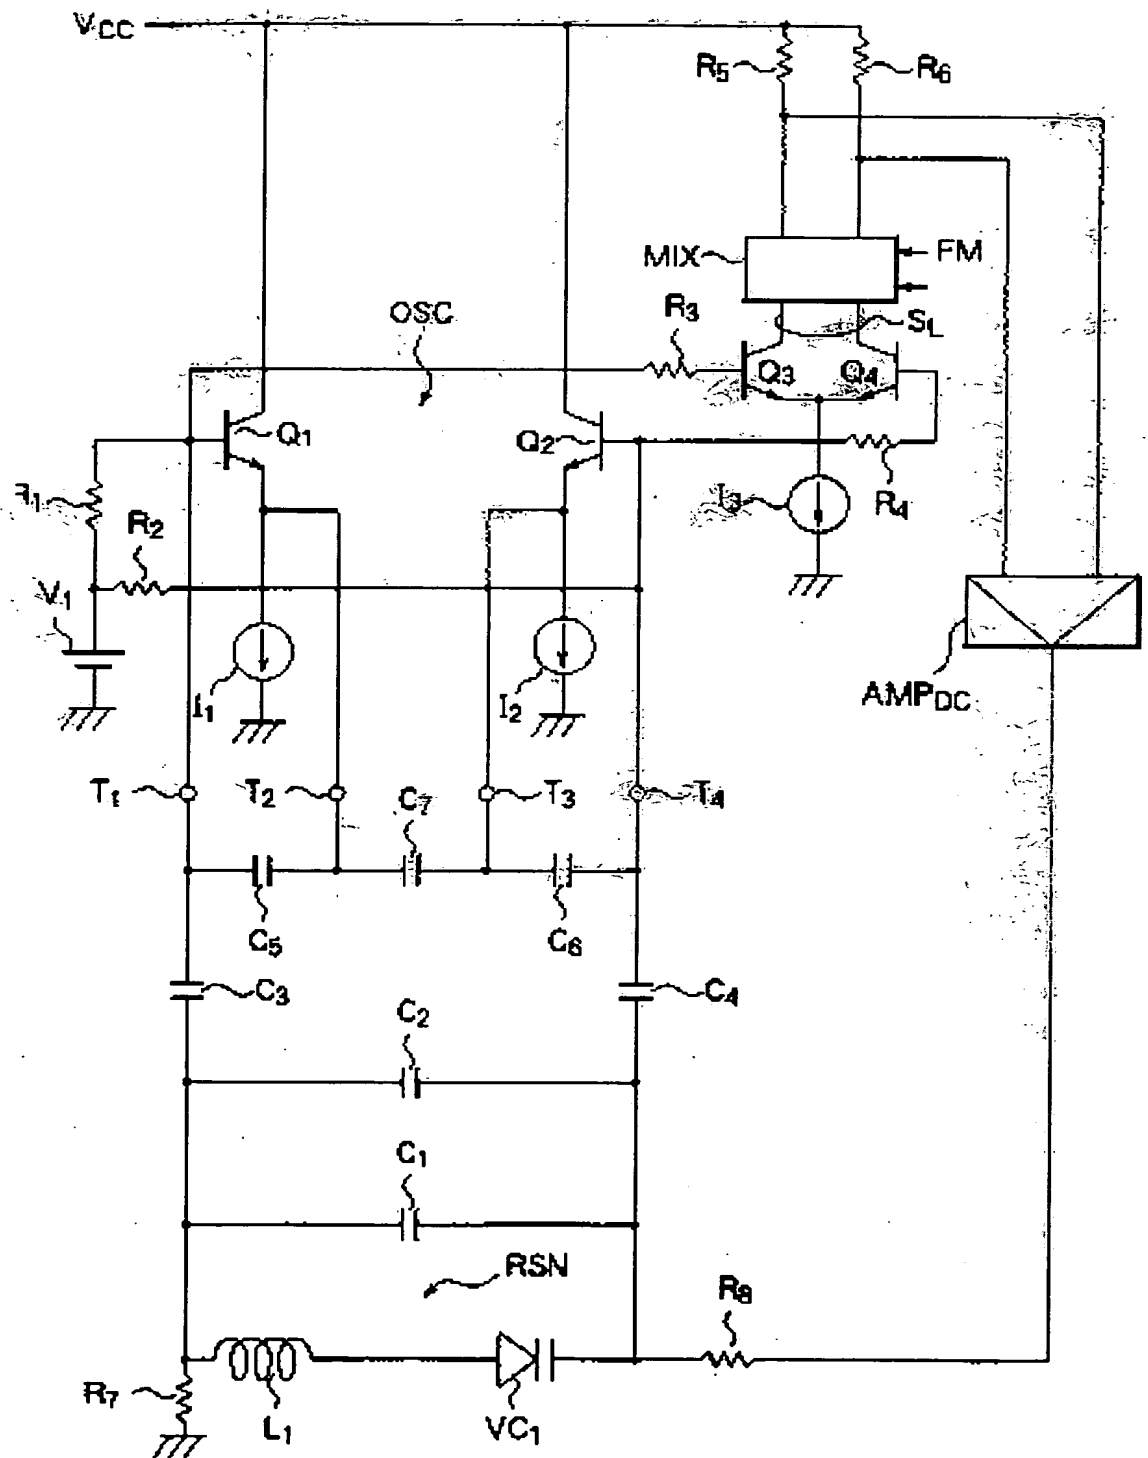 VCC
R5
R6
MIX
FM
OSC
R3
SL
Q3
Q4
Q1
Q2
R1
R2
I3
R4
V1
I1
I2
AMPDC
T1
T2
C7
T3
T4
C5
C6
C3
C4
C2
C1
RSN
R8
R7
L1
VC1